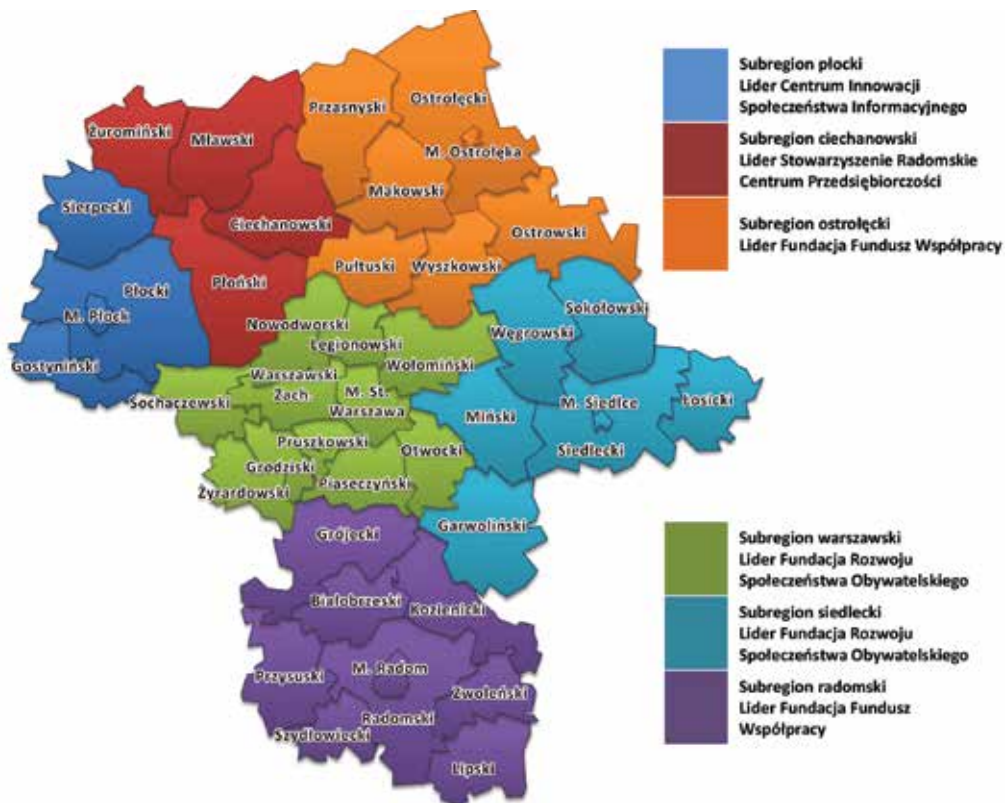 Żuromiński
Mławski
Przasnyski
Ostrołęcki
M. Ostrołęka
Sierpecki
Ciechanowski
Makowski
Ostrowski
Płocki
M. Płock
Płoński
Pułtuski
Wyszkowski
Gostyniński
Nowodworski
Legionowski
Wołomiński
Węgrowski
Sokołowski
Sochaczewski
Warszawski
Zach.
M. St.
Warszawa
Miński
M. Siedlce
Łosicki
Siedlecki
Pruszkowski
Otwocki
Grodziski
Piaseczyński
Żyrardowski
Garwoliński
Grójecki
Białobrzeski
Kozienicki
Przysuski
M. Radom
Zwoleński
Radomski
Szydłowiecki
Lipski
Subregion płocki
Lider Centrum Innowacji
Społeczeństwa Informacyjnego
Subregion ciechanowski
Lider Stowarzyszenie Radomskie
Centrum Przedsiębiorczości
Subregion ostrołęcki
Lider Fundacja Fundusz Współpracy
Subregion warszawski
Lider Fundacja Rozwoju
Społeczeństwa Obywatelskiego
Subregion siedlecki
Lider Fundacja Rozwoju
Społeczeństwa Obywatelskiego
Subregion radomski
Lider Fundacja Fundusz
Współpracy